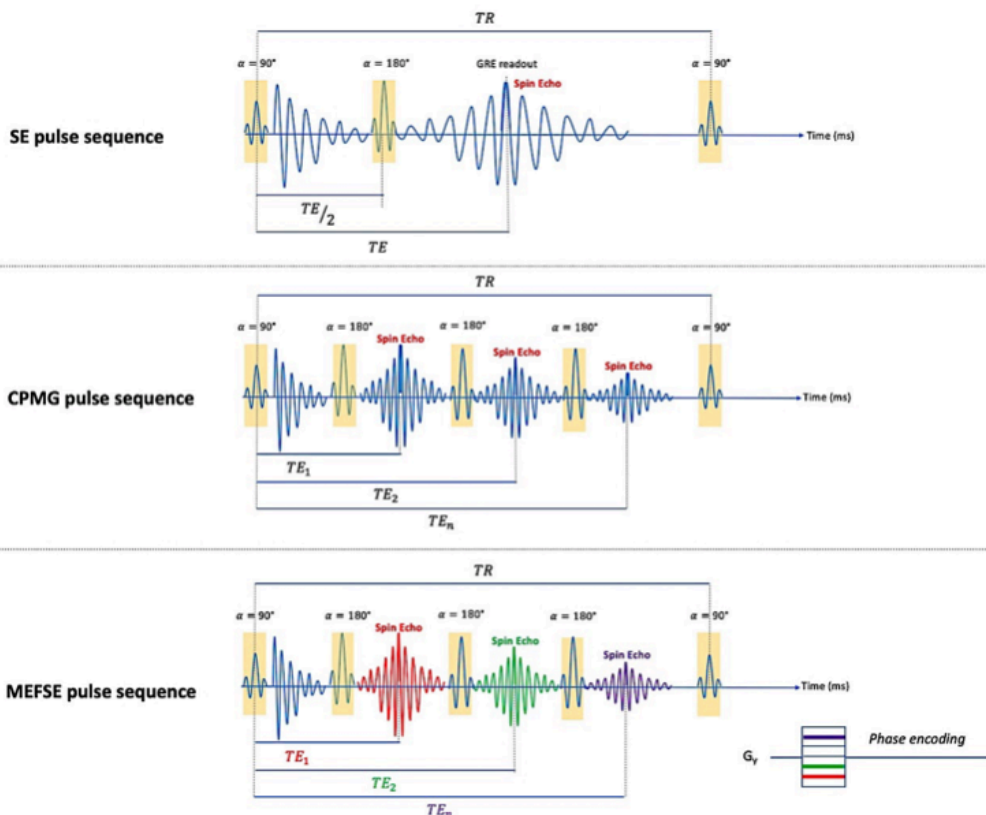 TR
α = 90°
α = 180°
GRE readout
α = 90°
Spin Echo
SE pulse sequence
Time (ms)
TE/2
TE
TR
α = 90°
α = 180°
α = 180°
α = 180°
α = 90°
Spin Echo
Spin Echo
Spin Echo
CPMG pulse sequence
Time (ms)
TE₁
TE₂
TEₙ
TR
α = 90°
α = 180°
α = 180°
α = 180°
α = 90°
Spin Echo
Spin Echo
Spin Echo
MEFSE pulse sequence
Time (ms)
Phase encoding
TE₁
G_Y
TE₂
TEₙ